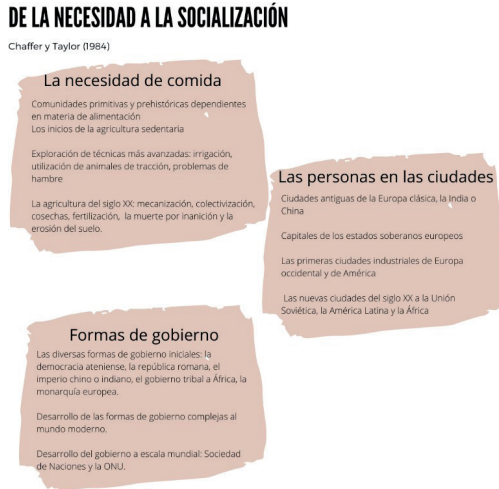 DE LA NECESIDAD A LA SOCIALIZACIÓN
Chaffer y Taylor (1984)
La necesidad de comida
Comunidades primitivas y prehistóricas dependientes
en materia de alimentación
Los inicios de la agricultura sedentaria
Exploración de técnicas más avanzadas: irrigación,
utilización de animales de tracción, problemas de
hambre
La agricultura del siglo XX: mecanización, colectivización,
cosechas, fertilización, la muerte por inanición y la
erosión del suelo.
Las personas en las ciudades
Ciudades antiguas de la Europa clásica, la India o
China
Capitales de los estados soberanos europeos
Las primeras ciudades industriales de Europa
occidental y de América
Las nuevas ciudades del siglo XX a la Unión
Soviética, la América Latina y la África
Formas de gobierno
Las diversas formas de gobierno iniciales: la
democracia ateniense, la república romana, el
imperio chino o indiano, el gobierno tribal a África, la
monarquía europea.
Desarrollo de las formas de gobierno complejas al
mundo moderno.
Desarrollo del gobierno a escala mundial: Sociedad
de Naciones y la ONU.